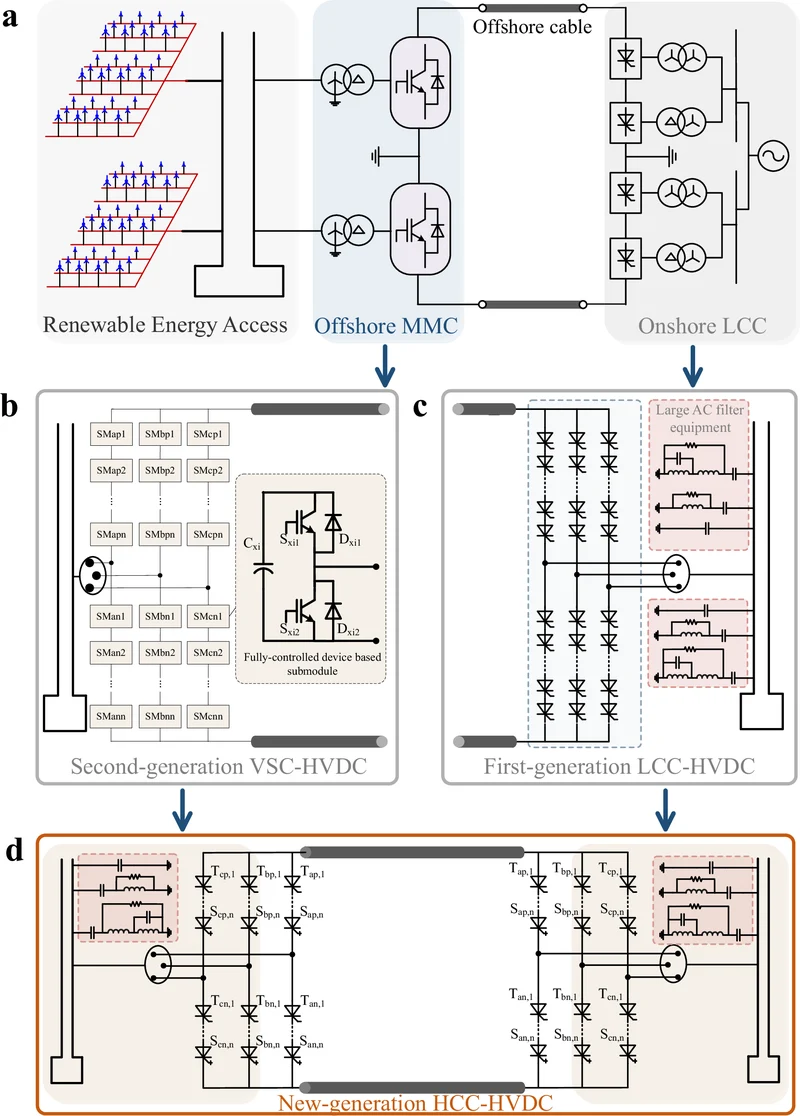 a
Offshore cable
Renewable Energy Access
Offshore MMC
Onshore LCC
b
SMap1 SMbp1 SMcp1
SMap2 SMbp2 SMcp2
SMapn SMbpn SMcpn
SMan1 SMbn1 SMcn1
SMan2 SMbn2 SMcn2
SMann SMbnn SMcnn
Cxi
Sxi1
Dxi1
Sxi2
Dxi2
Fully-controlled device based
submodule
Second-generation VSC-HVDC
c
Large AC filter
equipment
First-generation LCC-HVDC
d
Tcp,1 Tbp,1 Tap,1
Scp,n Sbp,n Sap,n
Tcn,1 Tbn,1 Tan,1
Scn,n Sbn,n San,n
Tap,1 Tbp,1 Tcp,1
Sap,n Sbp,n Scp,n
Tan,1 Tbn,1 Tcn,1
San,n Sbn,n Scn,n
New-generation HCC-HVDC